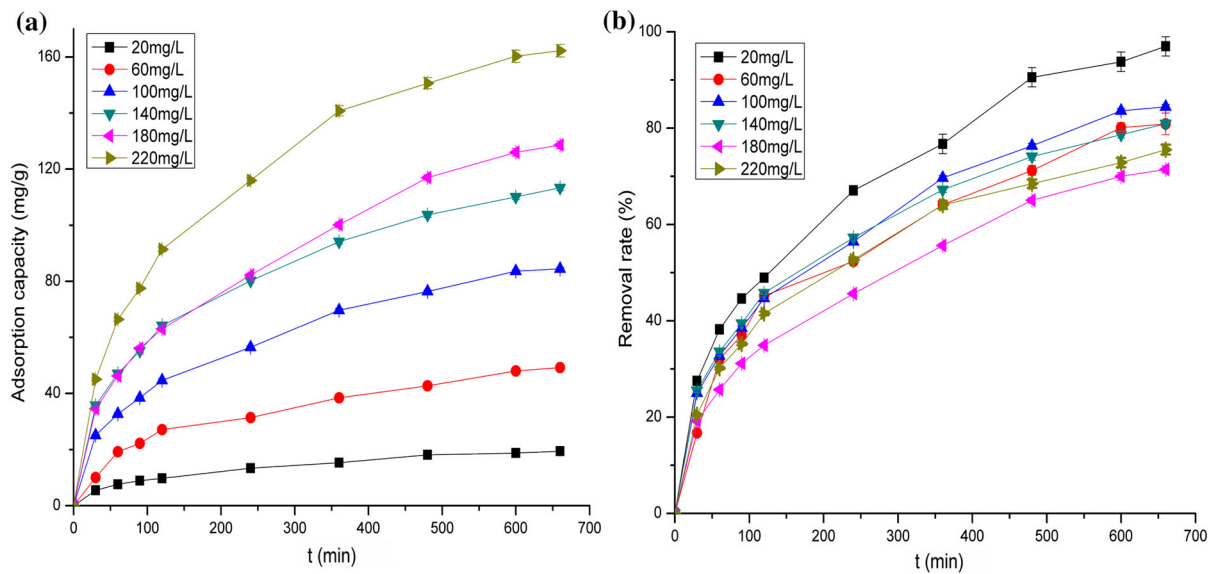 (a)
20mg/L
60mg/L
100mg/L
140mg/L
180mg/L
220mg/L
Adsorption capacity (mg/g)
160
120
80
40
0
0 100 200 300 400 500 600 700
t (min)
(b)
20mg/L
60mg/L
100mg/L
140mg/L
180mg/L
220mg/L
Removal rate (%)
100
80
60
40
20
0
0 100 200 300 400 500 600 700
t (min)